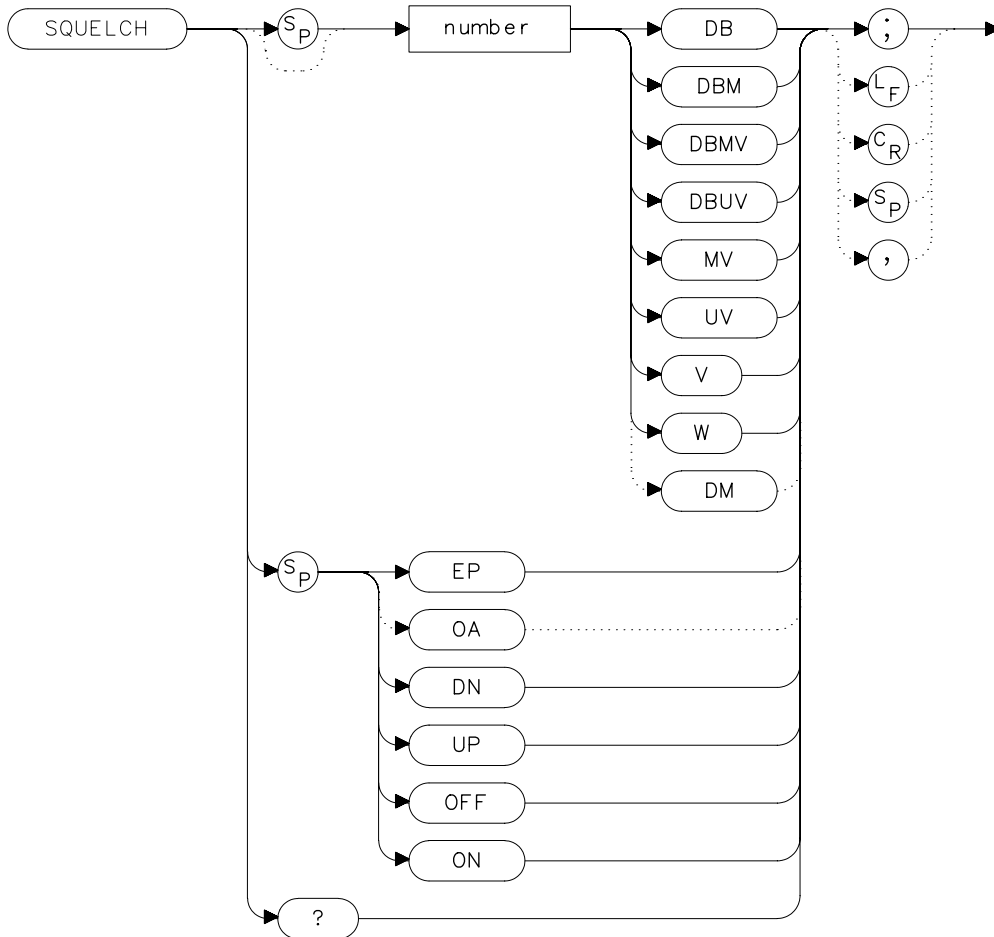 SQUELCH SP number DB ;
DBM LF
DBMV CR
DBUV SP
MV ,
UV
V
W
DM
SP EP
OA
DN
UP
OFF
ON
?